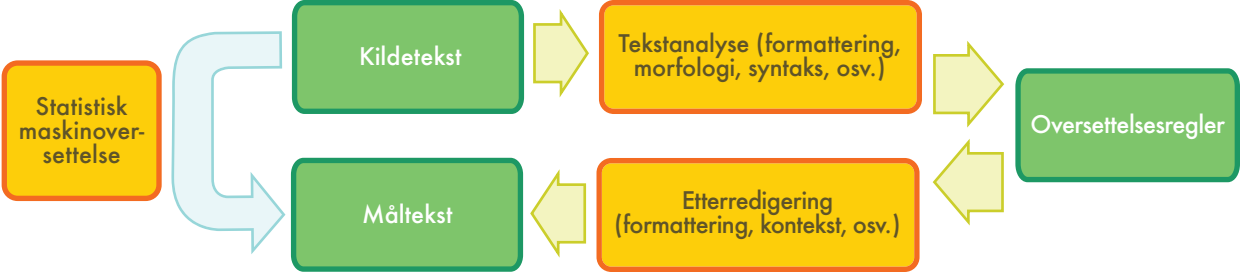 Kildetekst
Tekstanalyse (formattering,
morfologi, syntaks, osv.)
Statistisk
maskinover-
settelse
Oversettelsesregler
Måltekst
Etterredigering
(formattering, kontekst, osv.)